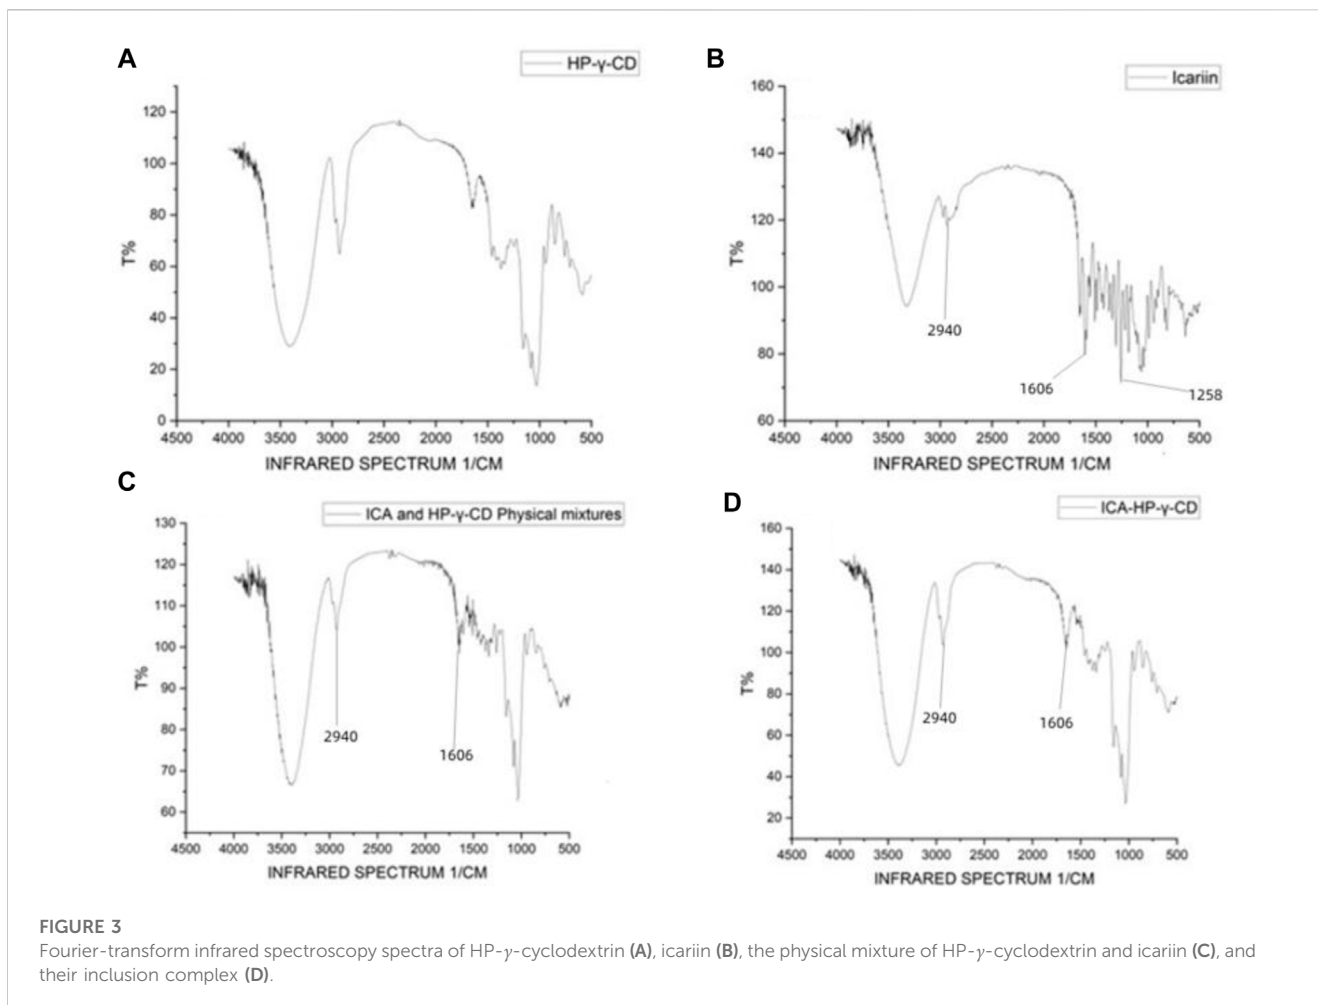 A
HP-γ-CD
120
100
80
60
40
20
0
T%
4500 4000 3500 3000 2500 2000 1500 1000 500
INFRARED SPECTRUM 1/CM
B
Icariin
160
140
120
100
80
60
T%
2940
1606
1258
4500 4000 3500 3000 2500 2000 1500 1000 500
INFRARED SPECTRUM 1/CM
C
ICA and HP-γ-CD Physical mixtures
130
120
110
100
90
80
70
60
T%
2940
1606
4500 4000 3500 3000 2500 2000 1500 1000 500
INFRARED SPECTRUM 1/CM
D
ICA-HP-γ-CD
160
140
120
100
80
60
40
20
T%
2940
1606
4500 4000 3500 3000 2500 2000 1500 1000 500
INFRARED SPECTRUM 1/CM
FIGURE 3
Fourier-transform infrared spectroscopy spectra of HP-γ-cyclodextrin (A), icariin (B), the physical mixture of HP-γ-cyclodextrin and icariin (C), and
their inclusion complex (D).